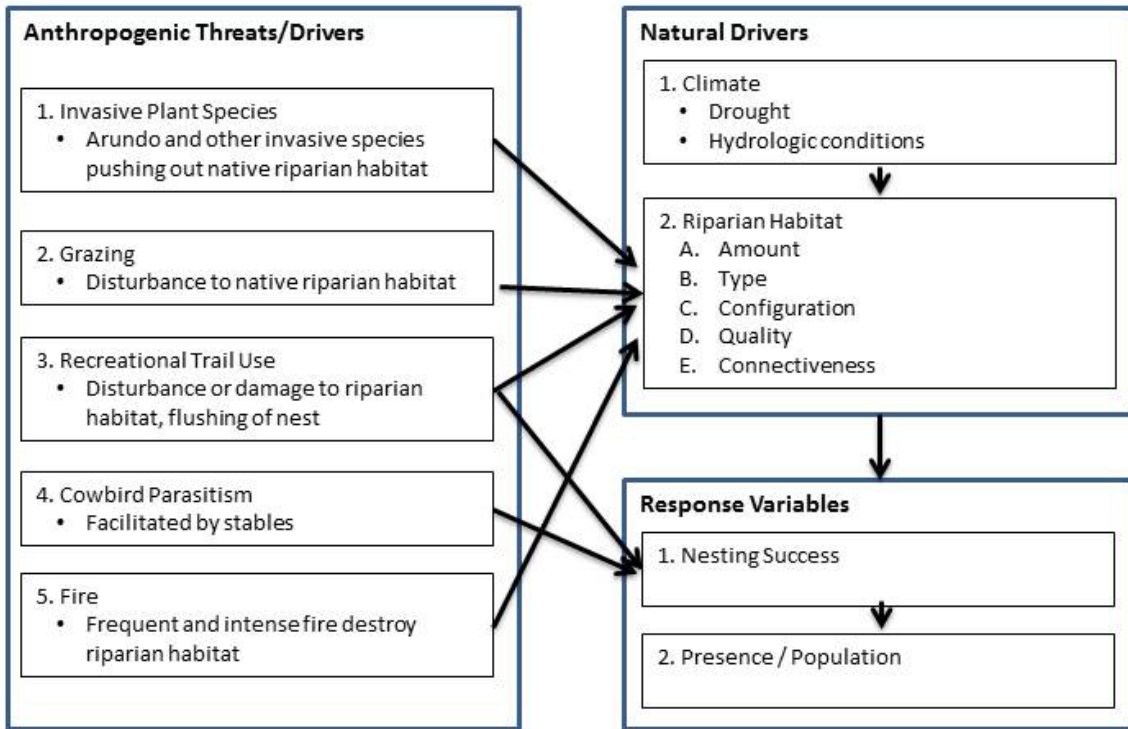 Anthropogenic Threats/Drivers
1. Invasive Plant Species
• Arundo and other invasive species
pushing out native riparian habitat
2. Grazing
• Disturbance to native riparian habitat
3. Recreational Trail Use
• Disturbance or damage to riparian
habitat, flushing of nest
4. Cowbird Parasitism
• Facilitated by stables
5. Fire
• Frequent and intense fire destroy
riparian habitat
Natural Drivers
1. Climate
• Drought
• Hydrologic conditions
2. Riparian Habitat
A. Amount
B. Type
C. Configuration
D. Quality
E. Connectiveness
Response Variables
1. Nesting Success
2. Presence / Population